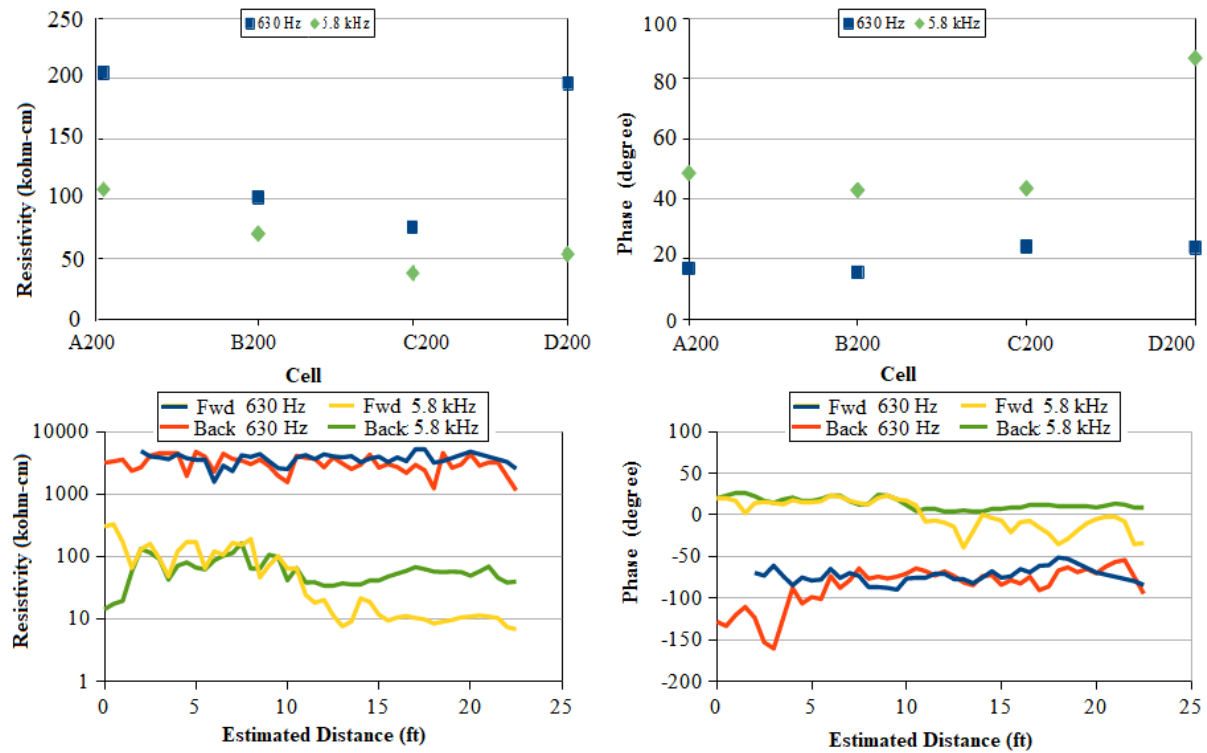 250
200
150
100
50
0
Resistivity (kohm-cm)
630 Hz 5.8 kHz
A200 B200 C200 D200
Cell
100
80
60
40
20
0
Phase (degree)
630 Hz 5.8 kHz
A200 B200 C200 D200
Cell
Fwd 630 Hz Fwd 5.8 kHz
Back 630 Hz Back 5.8 kHz
10000
1000
100
10
1
Resistivity (kohm-cm)
0 5 10 15 20 25
Estimated Distance (ft)
Fwd 630 Hz Fwd 5.8 kHz
Back 630 Hz Back 5.8 kHz
100
50
0
-50
-100
-150
-200
Phase (degree)
0 5 10 15 20 25
Estimated Distance (ft)